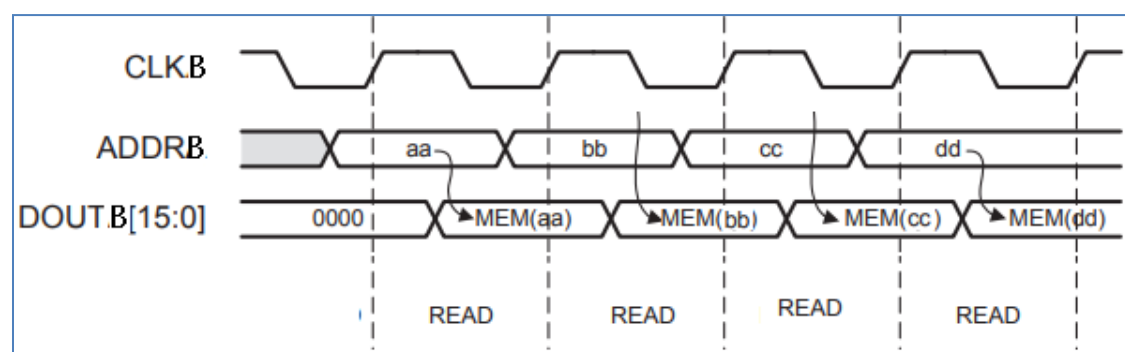 CLK.B
ADDR.B
aa bb cc dd
DOUT.B[15:0]
0000 MEM(aa) MEM(bb) MEM(cc) MEM(dd)
READ READ READ READ